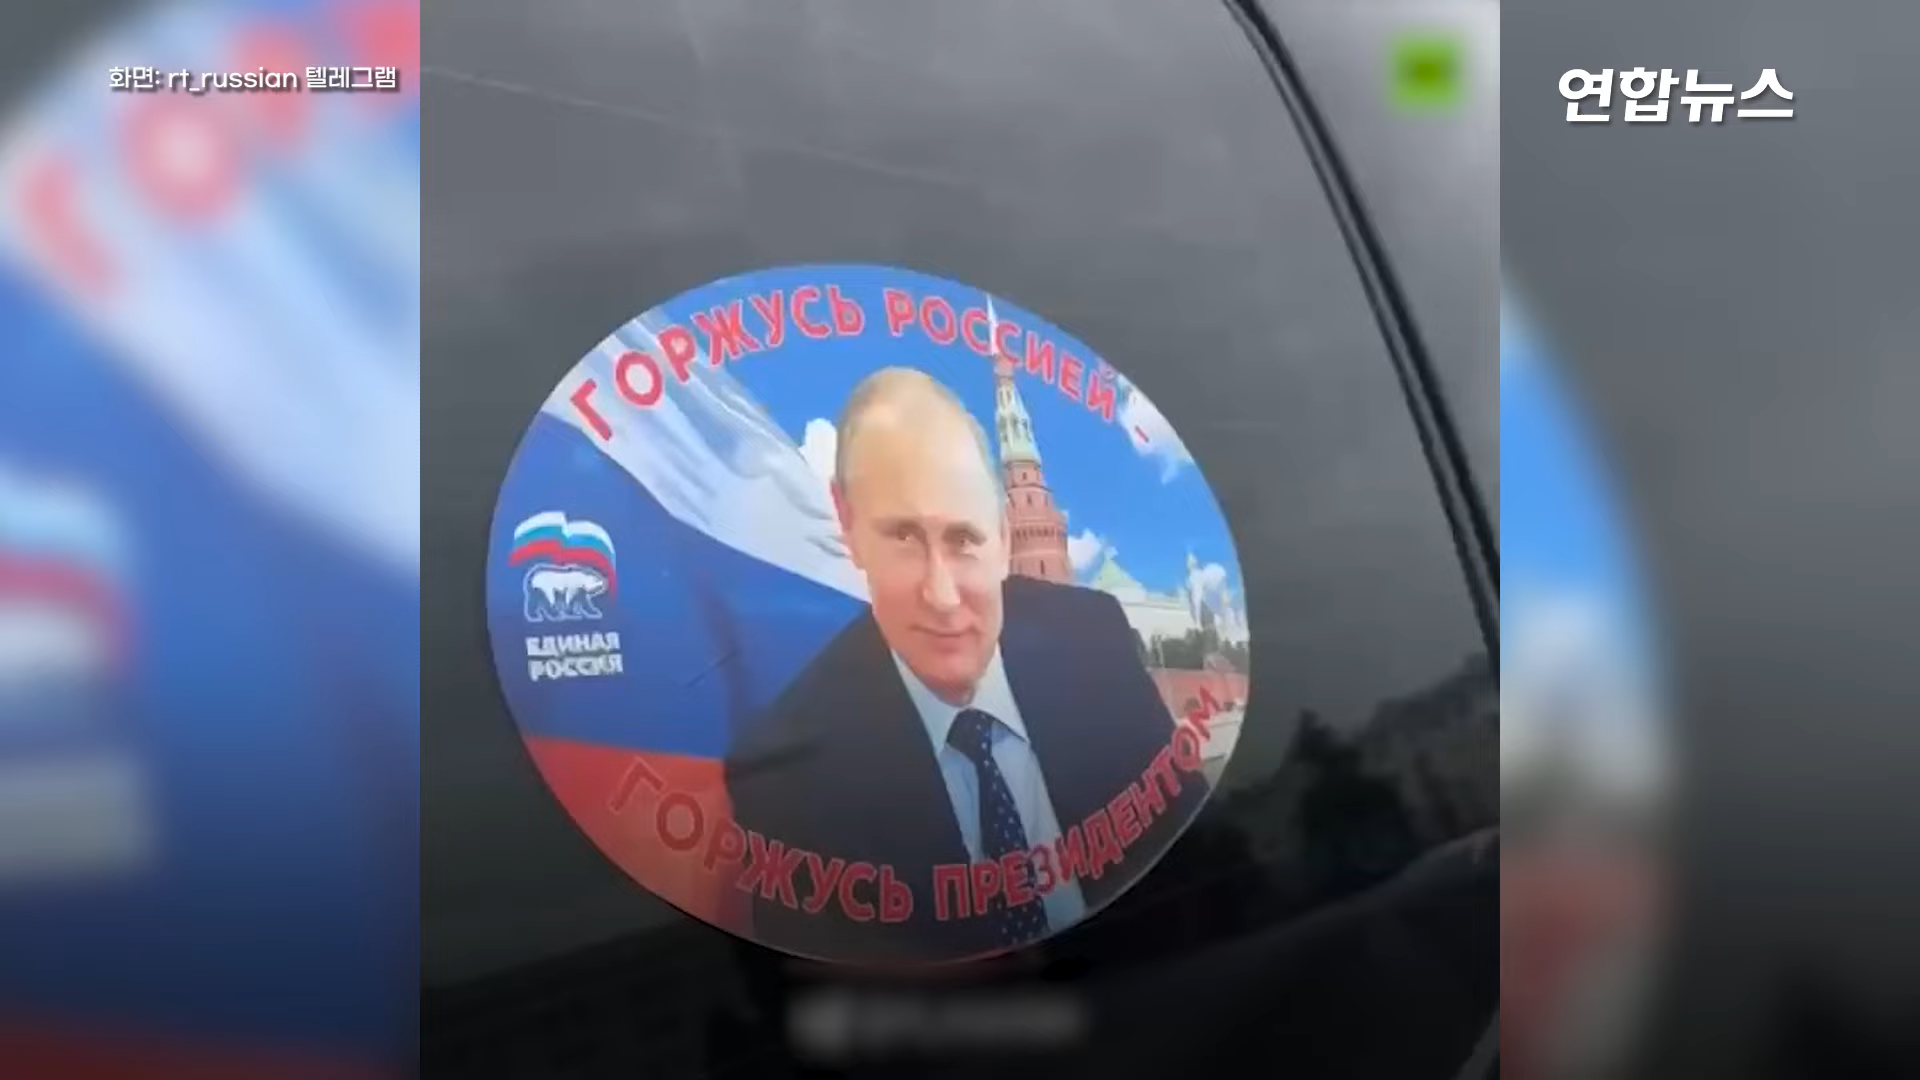 화면: rt_russian 텔레그램
연합뉴스
ГОРЖУСЬ РОССИЕЙ -
ЕДИНАЯ
РОССИЯ
ГОРЖУСЬ ПРЕЗИДЕНТОМ